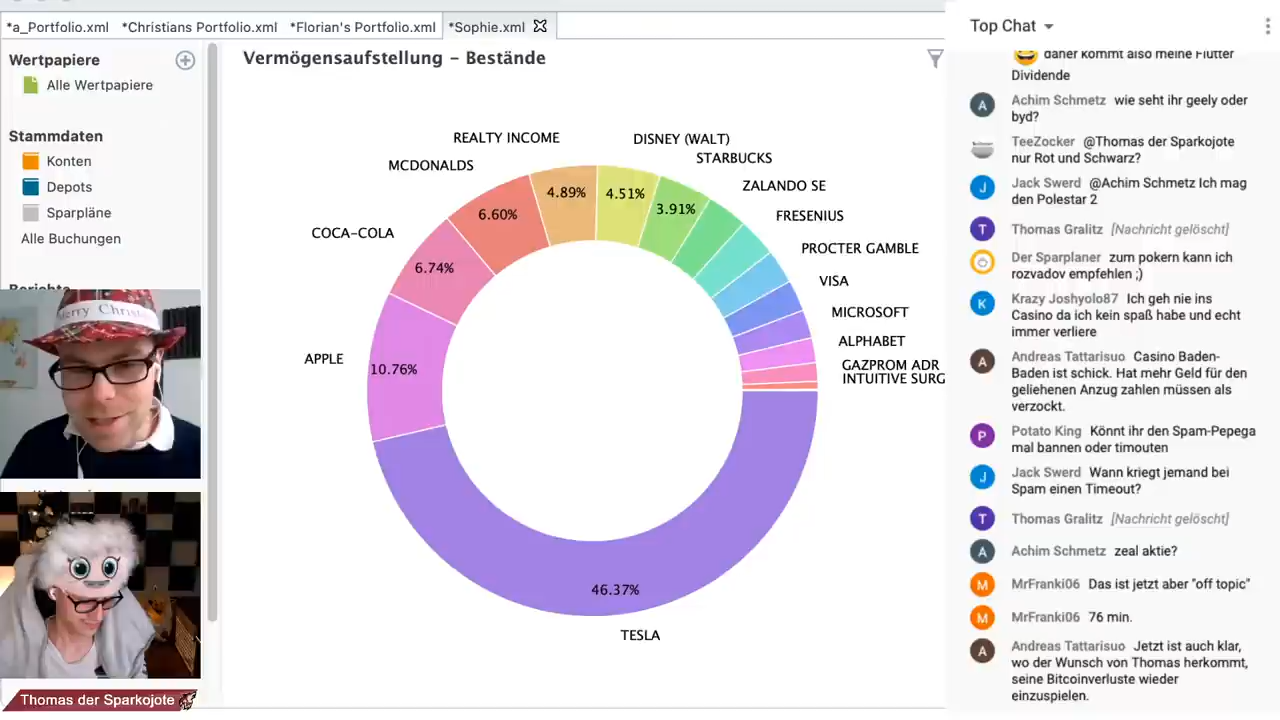 *a_Portfolio.xml *Christians Portfolio.xml *Florian's Portfolio.xml *Sophie.xml
Wertpapiere
Alle Wertpapiere
Stammdaten
Konten
Depots
Sparpläne
Alle Buchungen
Merry Christ
Thomas der Sparkojote
Vermögensaufstellung – Bestände
REALTY INCOME
DISNEY (WALT)
MCDONALDS
STARBUCKS
ZALANDO SE
COCA-COLA
FRESENIUS
PROCTER GAMBLE
VISA
MICROSOFT
ALPHABET
APPLE
GAZPROM ADR
INTUITIVE SURG
4.89%
4.51%
3.91%
6.60%
6.74%
10.76%
46.37%
TESLA
Top Chat
daher kommt also meine Flutter
Dividende
Achim Schmetz wie seht ihr geely oder
byd?
TeeZocker @Thomas der Sparkojote
nur Rot und Schwarz?
J Jack Swerd @Achim Schmetz Ich mag
den Polestar 2
T Thomas Gralitz [Nachricht gelöscht]
Der Sparplaner zum pokern kann ich
rozvadov empfehlen ;)
K Krazy Joshyolo87 Ich geh nie ins
Casino da ich kein spaß habe und echt
immer verliere
A Andreas Tattarisuo Casino Baden-
Baden ist schick. Hat mehr Geld für den
geliehenen Anzug zahlen müssen als
verzockt.
P Potato King Könnt ihr den Spam-Pepega
mal bannen oder timouten
J Jack Swerd Wann kriegt jemand bei
Spam einen Timeout?
T Thomas Gralitz [Nachricht gelöscht]
A Achim Schmetz zeal aktie?
M MrFranki06 Das ist jetzt aber "off topic"
M MrFranki06 76 min.
A Andreas Tattarisuo Jetzt ist auch klar,
wo der Wunsch von Thomas herkommt,
seine Bitcoinverluste wieder
einzuspielen.